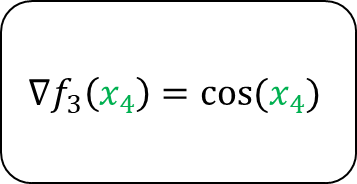 ∇f₃(x₄) = cos(x₄)